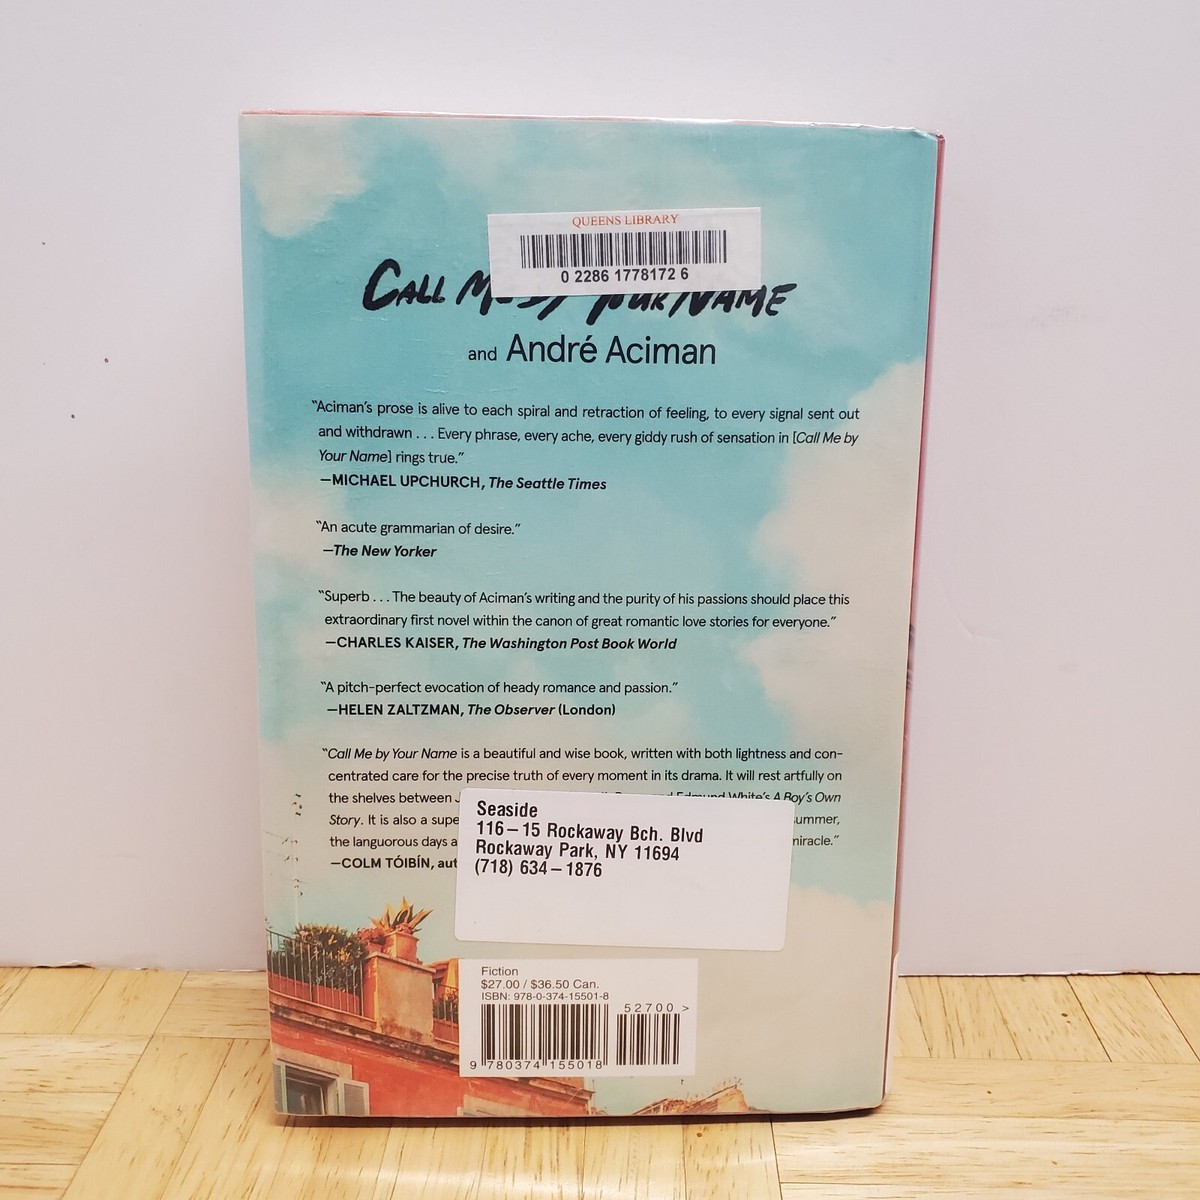 QUEENS LIBRARY
0 2286 1778172 6
CALL ME BY YOUR NAME
and André Aciman
“Aciman’s prose is alive to each spiral and retraction of feeling, to every signal sent out
and withdrawn . . . Every phrase, every ache, every giddy rush of sensation in [Call Me by
Your Name] rings true.”
—MICHAEL UPCHURCH, The Seattle Times
“An acute grammarian of desire.”
—The New Yorker
“Superb . . . The beauty of Aciman’s writing and the purity of his passions should place this
extraordinary first novel within the canon of great romantic love stories for everyone.”
—CHARLES KAISER, The Washington Post Book World
“A pitch-perfect evocation of heady romance and passion.”
—HELEN ZALTZMAN, The Observer (London)
“Call Me by Your Name is a beautiful and wise book, written with both lightness and con-
centrated care for the precise truth of every moment in its drama. It will rest artfully on
the shelves between Edmund White’s A Boy’s Own
Story. It is also a summer,
the languorous days
—COLM TÓIBÍN,
Seaside
116-15 Rockaway Bch. Blvd
Rockaway Park, NY 11694
(718) 634-1876
Fiction
$27.00 / $36.50 Can.
ISBN: 978-0-374-15501-8
52700 >
9 780374 155018